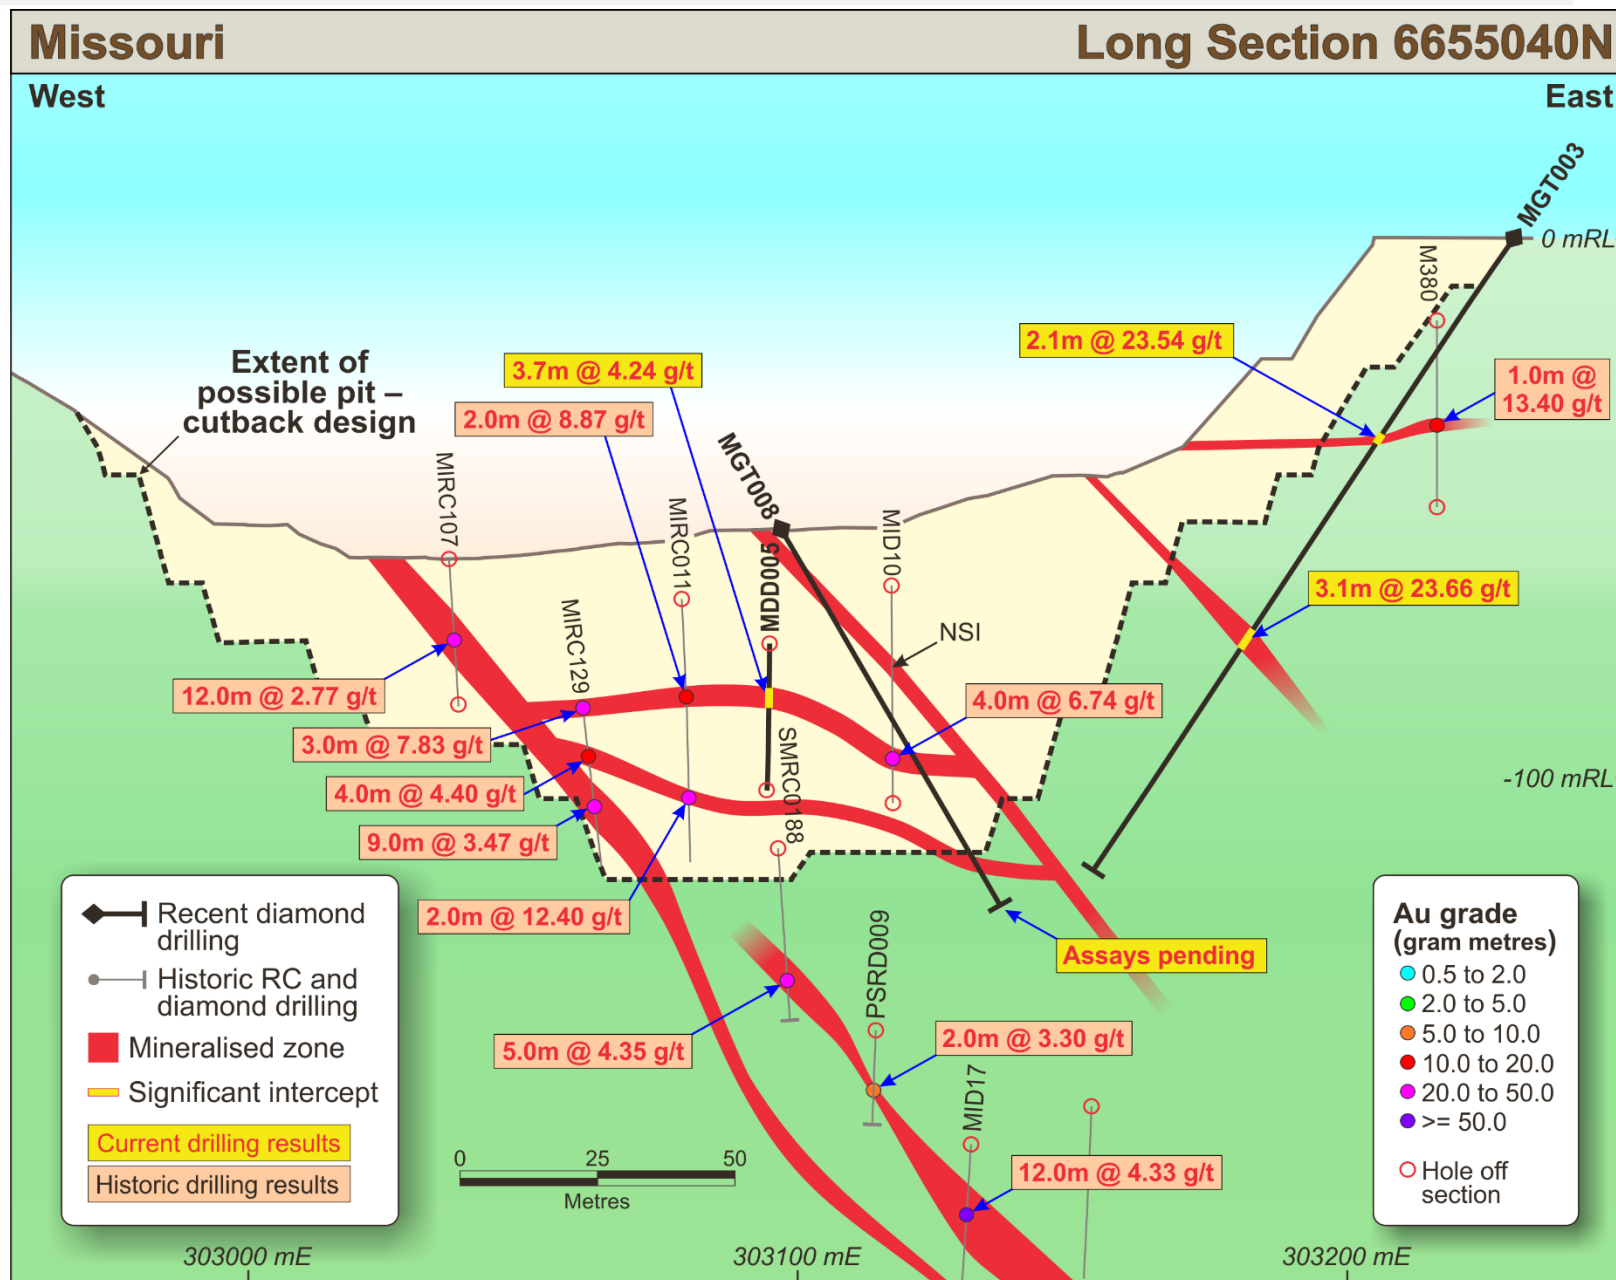 Missouri
Long Section 6655040N
West
East
MGT003
0 mRL
M380
2.1m @ 23.54 g/t
1.0m @
13.40 g/t
Extent of
possible pit –
cutback design
3.7m @ 4.24 g/t
2.0m @ 8.87 g/t
MGT008
MIRC107
MIRC011
MDD005
MID10
MIRC129
NSI
3.1m @ 23.66 g/t
12.0m @ 2.77 g/t
4.0m @ 6.74 g/t
3.0m @ 7.83 g/t
SMRC0188
-100 mRL
4.0m @ 4.40 g/t
9.0m @ 3.47 g/t
2.0m @ 12.40 g/t
Assays pending
PSRD009
5.0m @ 4.35 g/t
2.0m @ 3.30 g/t
MID17
12.0m @ 4.33 g/t
Recent diamond
drilling
Historic RC and
diamond drilling
Mineralised zone
Significant intercept
Current drilling results
Historic drilling results
0 25 50
Metres
Au grade
(gram metres)
0.5 to 2.0
2.0 to 5.0
5.0 to 10.0
10.0 to 20.0
20.0 to 50.0
>= 50.0
Hole off
section
303000 mE
303100 mE
303200 mE